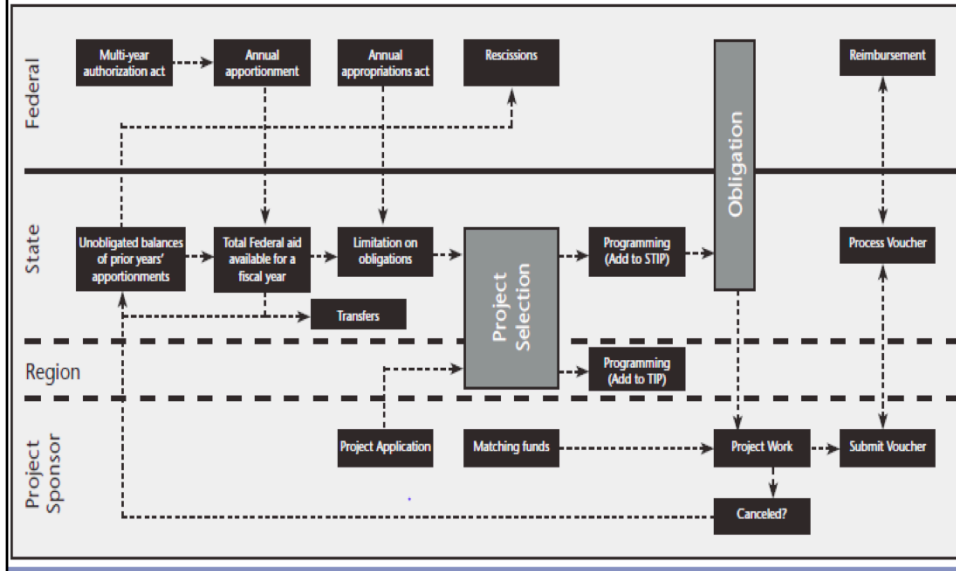 Federal
Multi-year
authorization act
Annual
apportionment
Annual
appropriations act
Rescissions
Reimbursement
Obligation
State
Unobligated balances
of prior years'
apportionments
Total Federal aid
available for a
fiscal year
Limitation on
obligations
Project
Selection
Programming
(Add to STIP)
Process Voucher
Transfers
Region
Programming
(Add to TIP)
Project
Sponsor
Project Application
Matching funds
Project Work
Submit Voucher
Canceled?